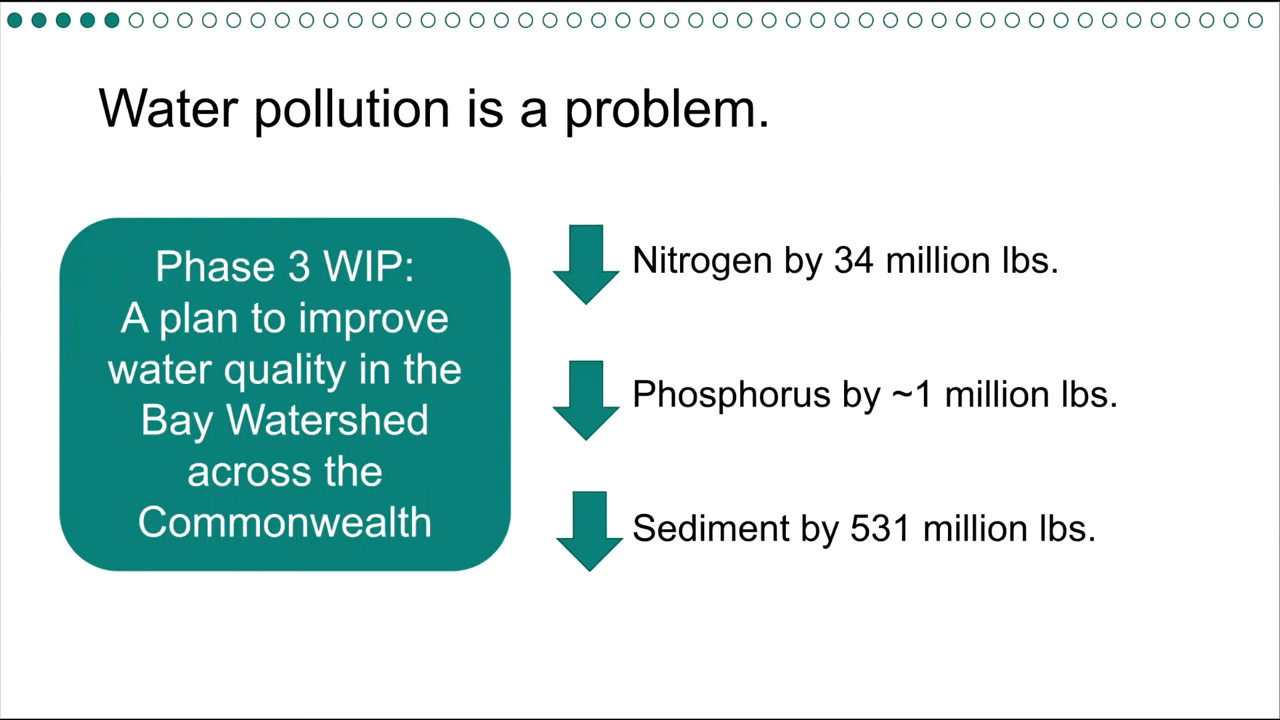 Water pollution is a problem.
Phase 3 WIP:
A plan to improve
water quality in the
Bay Watershed
across the
Commonwealth
Nitrogen by 34 million lbs.
Phosphorus by ~1 million lbs.
Sediment by 531 million lbs.